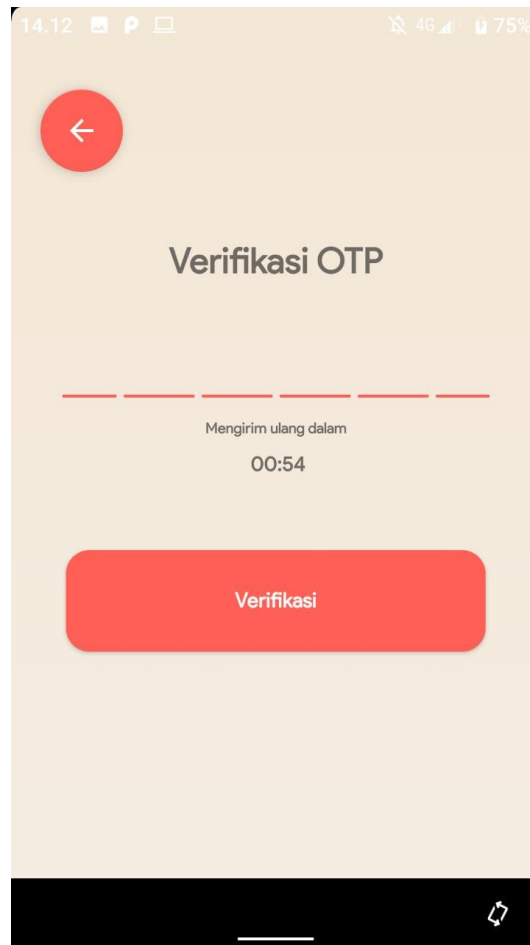 14.12 4G 75%
Verifikasi OTP
Mengirim ulang dalam
00:54
Verifikasi